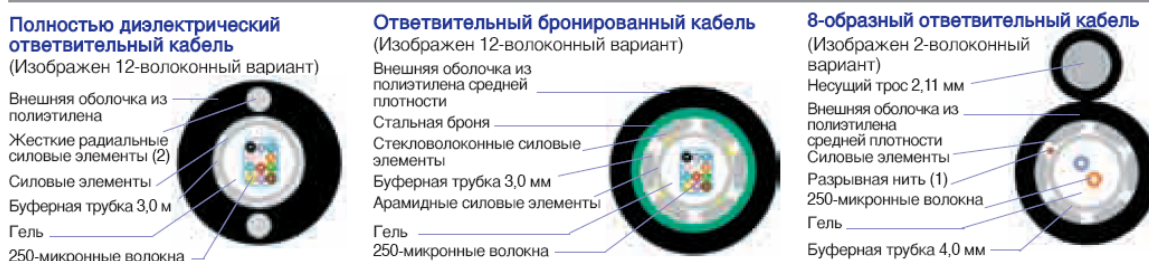 Полностью диэлектрический
ответвительный кабель
(Изображен 12-волоконный вариант)
Внешняя оболочка из
полиэтилена
Жесткие радиальные
силовые элементы (2)
Силовые элементы
Буферная трубка 3,0 м
Гель
250-микронные волокна
Ответвительный бронированный кабель
(Изображен 12-волоконный вариант)
Внешняя оболочка из
полиэтилена средней
плотности
Стальная броня
Стекловолоконные силовые
элементы
Буферная трубка 3,0 мм
Арамидные силовые элементы
Гель
250-микронные волокна
8-образный ответвительный кабель
(Изображен 2-волоконный
вариант)
Несущий трос 2,11 мм
Внешняя оболочка из
полиэтилена
средней плотности
Силовые элементы
Разрывная нить (1)
250-микронные волокна
Гель
Буферная трубка 4,0 мм